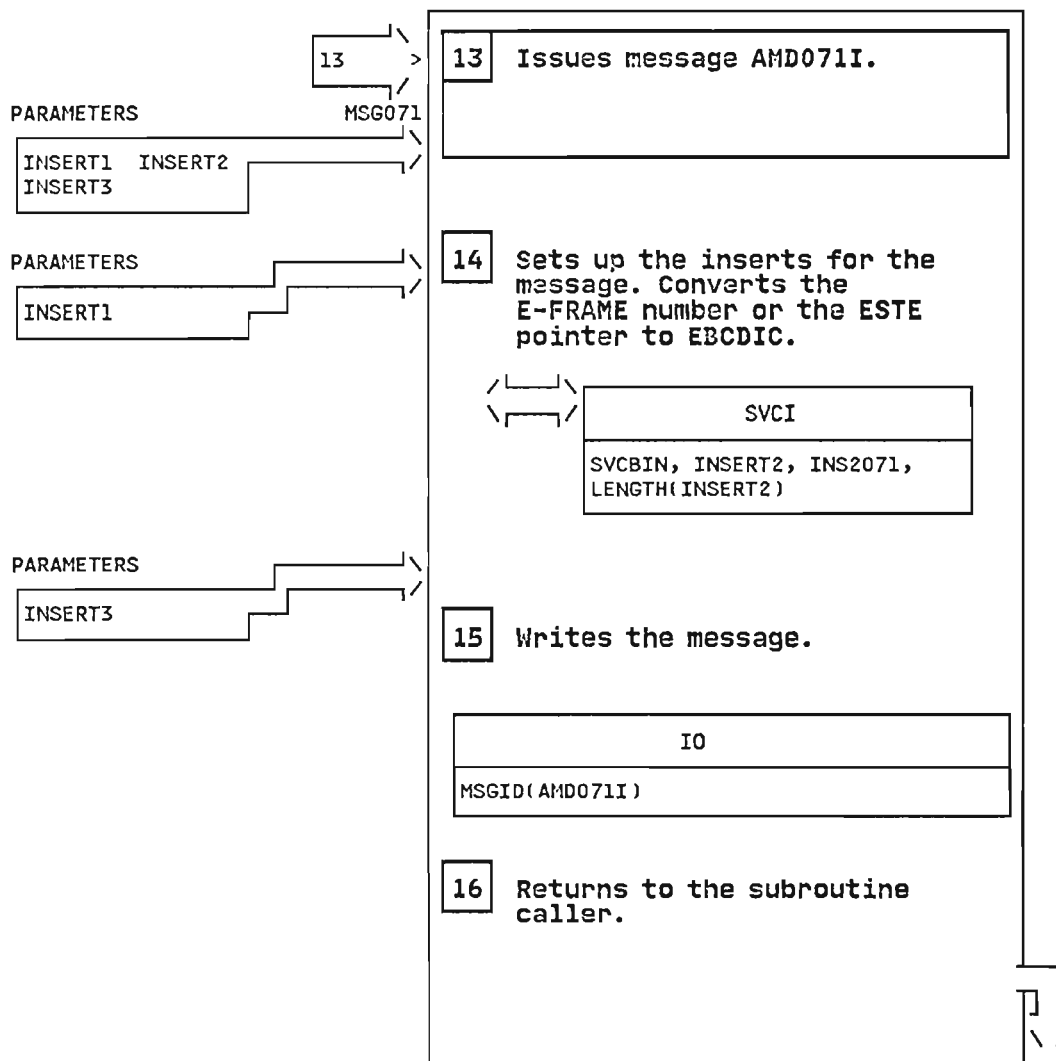 13
13 Issues message AMD071I.
PARAMETERS MSG071
INSERT1 INSERT2
INSERT3
PARAMETERS
INSERT1
14 Sets up the inserts for the
message. Converts the
E-FRAME number or the ESTE
pointer to EBCDIC.
SVCI
SVCBIN, INSERT2, INS2071,
LENGTH(INSERT2)
PARAMETERS
INSERT3
15 Writes the message.
IO
MSGID(AMD071I)
16 Returns to the subroutine
caller.